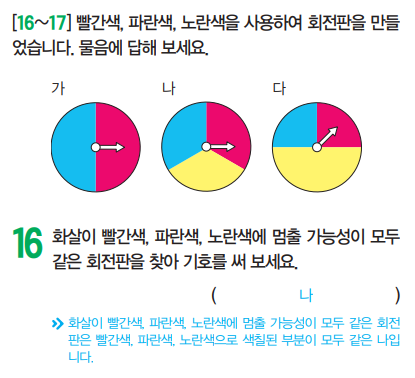 [16~17] 빨간색, 파란색, 노란색을 사용하여 회전판을 만들
었습니다. 물음에 답해 보세요.
가 나 다
16 화살이 빨간색, 파란색, 노란색에 멈출 가능성이 모두
같은 회전판을 찾아 기호를 써 보세요.
( 나 )
≫ 화살이 빨간색, 파란색, 노란색에 멈출 가능성이 모두 같은 회전
판은 빨간색, 파란색, 노란색으로 색칠된 부분이 모두 같은 나입
니다.